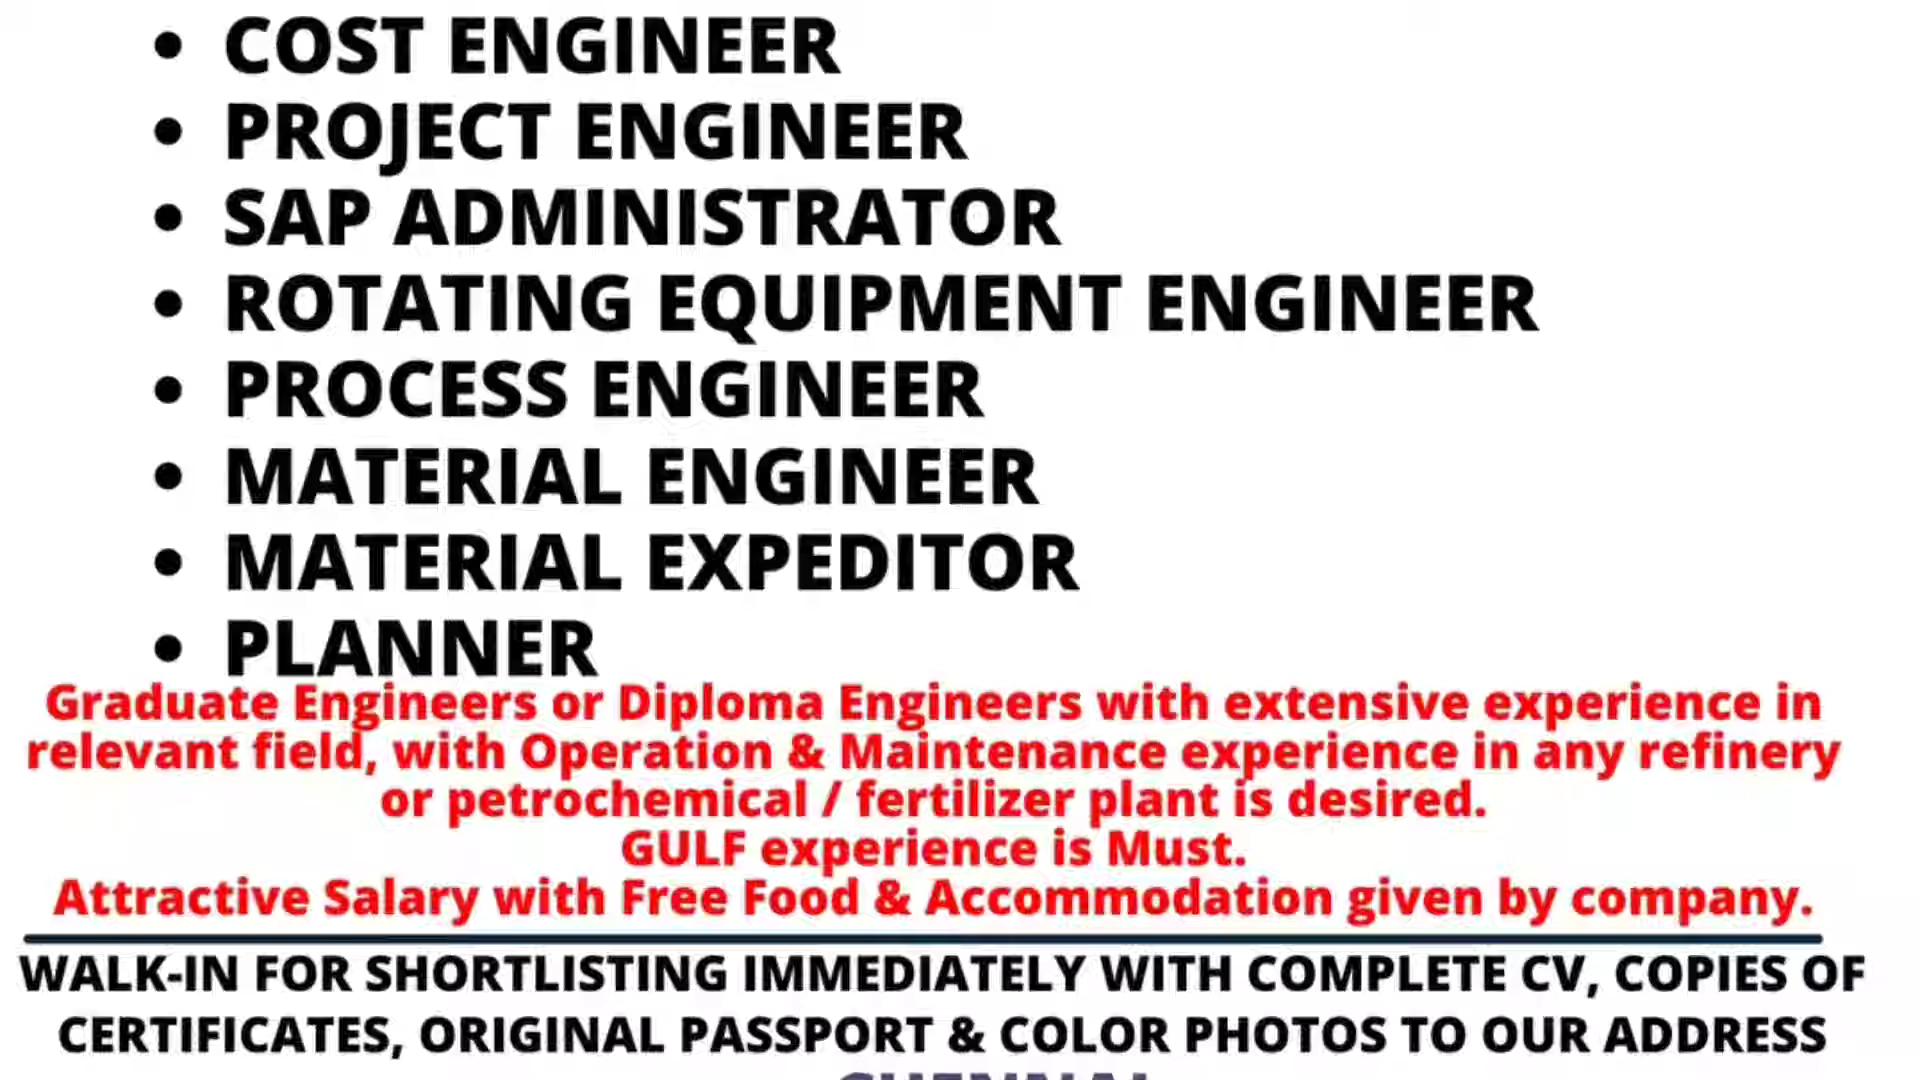 • COST ENGINEER
• PROJECT ENGINEER
• SAP ADMINISTRATOR
• ROTATING EQUIPMENT ENGINEER
• PROCESS ENGINEER
• MATERIAL ENGINEER
• MATERIAL EXPEDITOR
• PLANNER
Graduate Engineers or Diploma Engineers with extensive experience in
relevant field, with Operation & Maintenance experience in any refinery
or petrochemical / fertilizer plant is desired.
GULF experience is Must.
Attractive Salary with Free Food & Accommodation given by company.
WALK-IN FOR SHORTLISTING IMMEDIATELY WITH COMPLETE CV, COPIES OF
CERTIFICATES, ORIGINAL PASSPORT & COLOR PHOTOS TO OUR ADDRESS